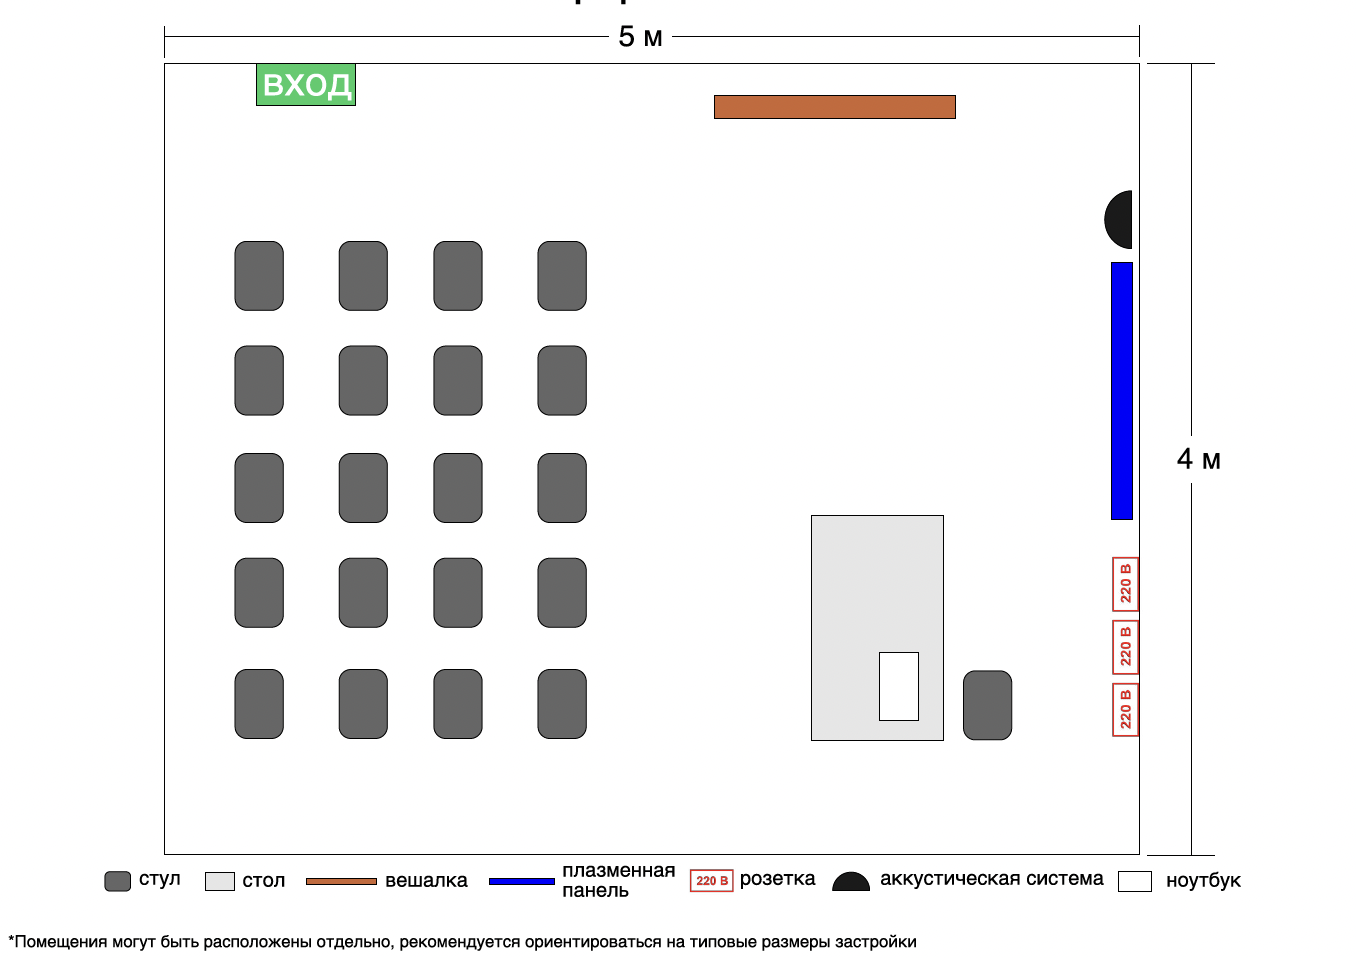 5 м
ВХОД
4 м
220 В
220 В
220 В
стул
стол
вешалка
плазменная
панель
220 В
розетка
аккустическая система
ноутбук
*Помещения могут быть расположены отдельно, рекомендуется ориентироваться на типовые размеры застройки